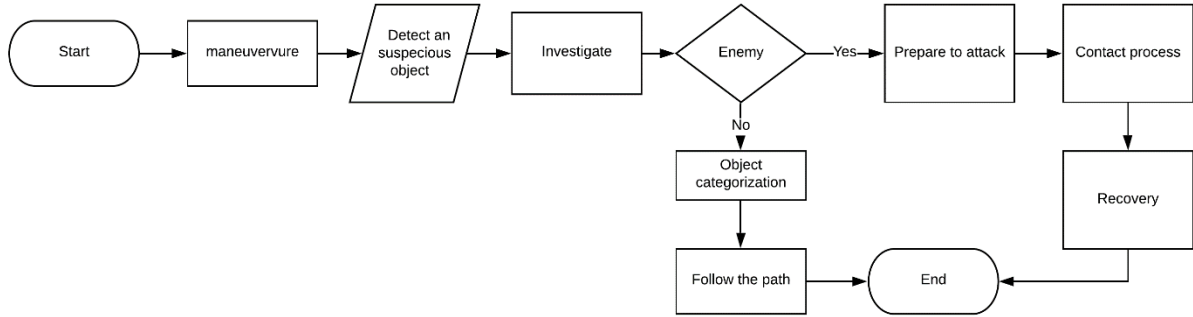 Start
maneuvervure
Detect an
suspecious
object
Investigate
Enemy
Yes
Prepare to attack
Contact process
No
Object
categorization
Recovery
Follow the path
End